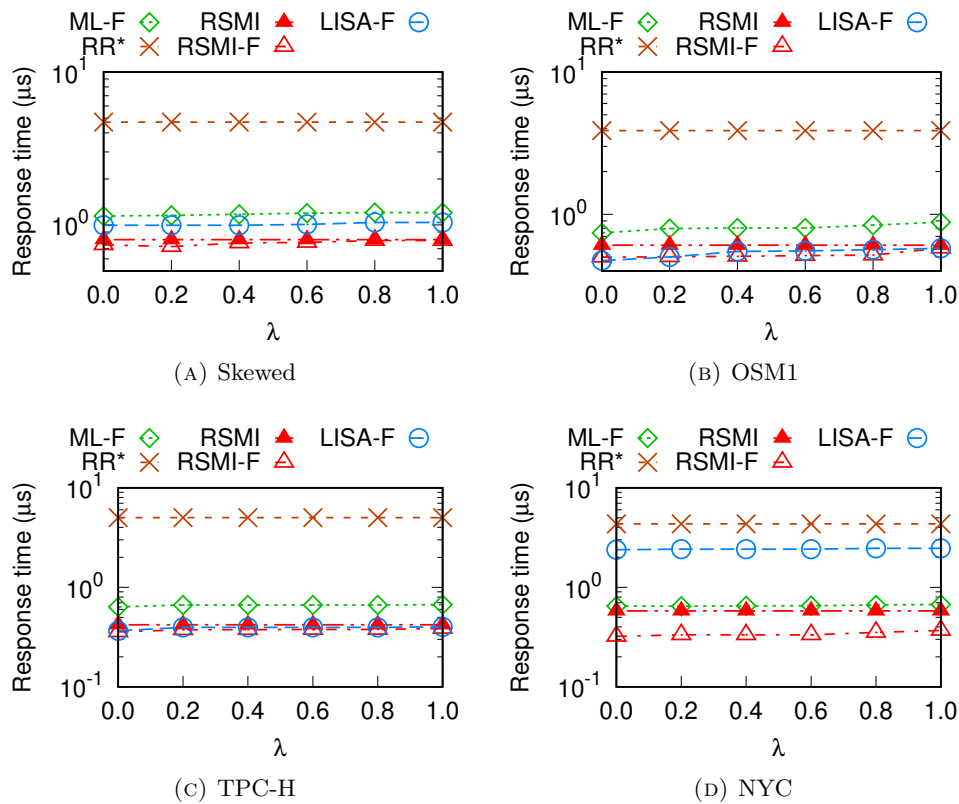 ML-F RSMI LISA-F
RR* RSMI-F
Response time (μs)
10^1
10^0
0.0 0.2 0.4 0.6 0.8 1.0
λ
(A) Skewed
ML-F RSMI LISA-F
RR* RSMI-F
Response time (μs)
10^1
10^0
0.0 0.2 0.4 0.6 0.8 1.0
λ
(B) OSM1
ML-F RSMI LISA-F
RR* RSMI-F
Response time (μs)
10^1
10^0
10^-1
0.0 0.2 0.4 0.6 0.8 1.0
λ
(C) TPC-H
ML-F RSMI LISA-F
RR* RSMI-F
Response time (μs)
10^1
10^0
10^-1
0.0 0.2 0.4 0.6 0.8 1.0
λ
(D) NYC